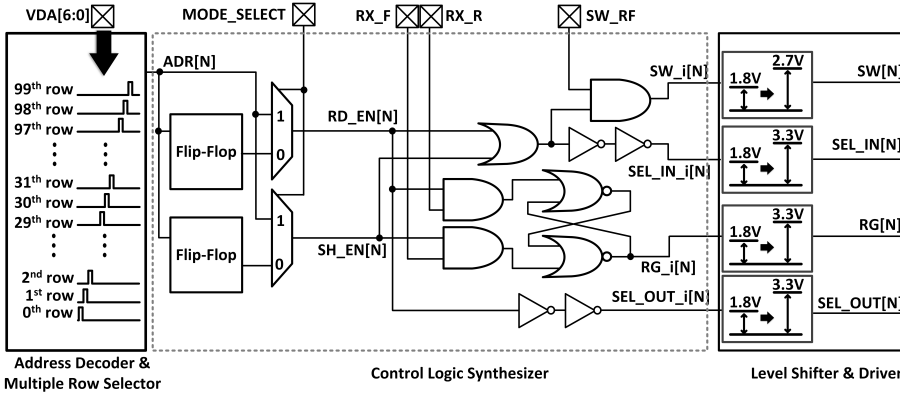 VDA[6:0]
MODE_SELECT
RX_F
RX_R
SW_RF
ADR[N]
99th row
98th row
97th row
31th row
30th row
29th row
2nd row
1st row
0th row
Flip-Flop
1
0
Flip-Flop
1
0
RD_EN[N]
SH_EN[N]
SW_i[N]
SEL_IN_i[N]
RG_i[N]
SEL_OUT_i[N]
1.8V
2.7V
SW[N]
1.8V
3.3V
SEL_IN[N]
1.8V
3.3V
RG[N]
1.8V
3.3V
SEL_OUT[N]
Address Decoder &
Multiple Row Selector
Control Logic Synthesizer
Level Shifter & Driver